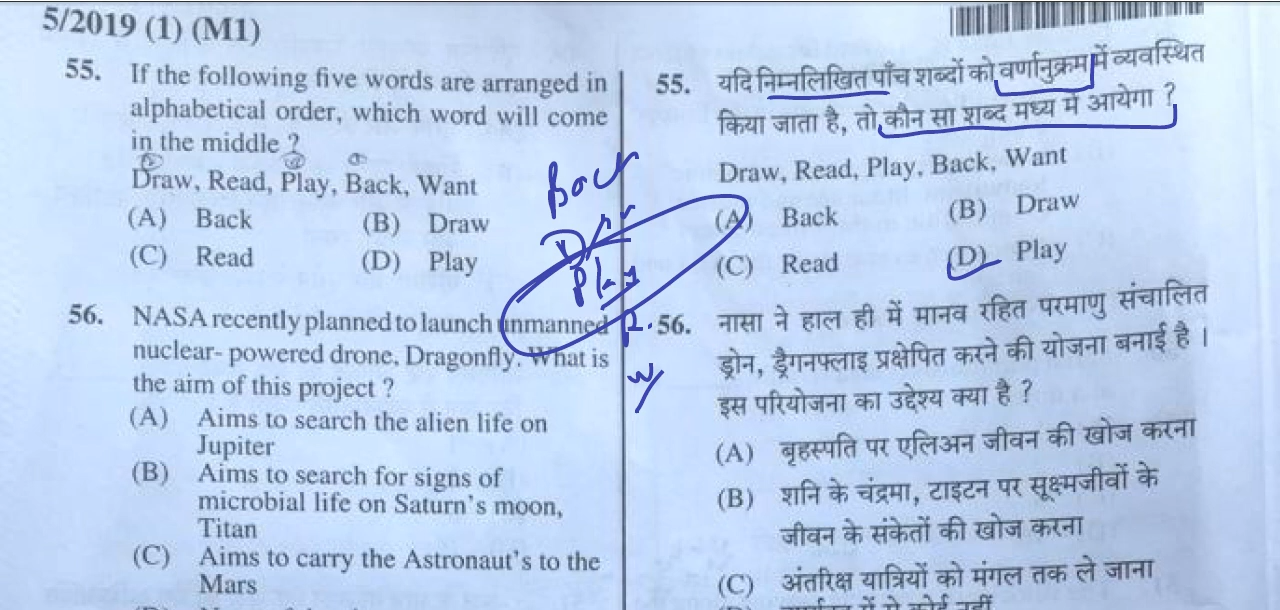 5/2019 (1) (M1)
55. If the following five words are arranged in
alphabetical order, which word will come
in the middle ?
Draw, Read, Play, Back, Want
(A) Back (B) Draw
(C) Read (D) Play
56. NASA recently planned to launch unmanned
nuclear- powered drone, Dragonfly. What is
the aim of this project ?
(A) Aims to search the alien life on
Jupiter
(B) Aims to search for signs of
microbial life on Saturn's moon,
Titan
(C) Aims to carry the Astronaut's to the
Mars
Back
Play
R.
W
55. यदि निम्नलिखित पाँच शब्दों को वर्णानुक्रम में व्यवस्थित
किया जाता है, तो कौन सा शब्द मध्य में आयेगा ?
Draw, Read, Play, Back, Want
(A) Back (B) Draw
(C) Read (D) Play
56. नासा ने हाल ही में मानव रहित परमाणु संचालित
ड्रोन, ड्रैगनफ्लाइ प्रक्षेपित करने की योजना बनाई है ।
इस परियोजना का उद्देश्य क्या है ?
(A) बृहस्पति पर एलिअन जीवन की खोज करना
(B) शनि के चंद्रमा, टाइटन पर सूक्ष्मजीवों के
जीवन के संकेतों की खोज करना
(C) अंतरिक्ष यात्रियों को मंगल तक ले जाना